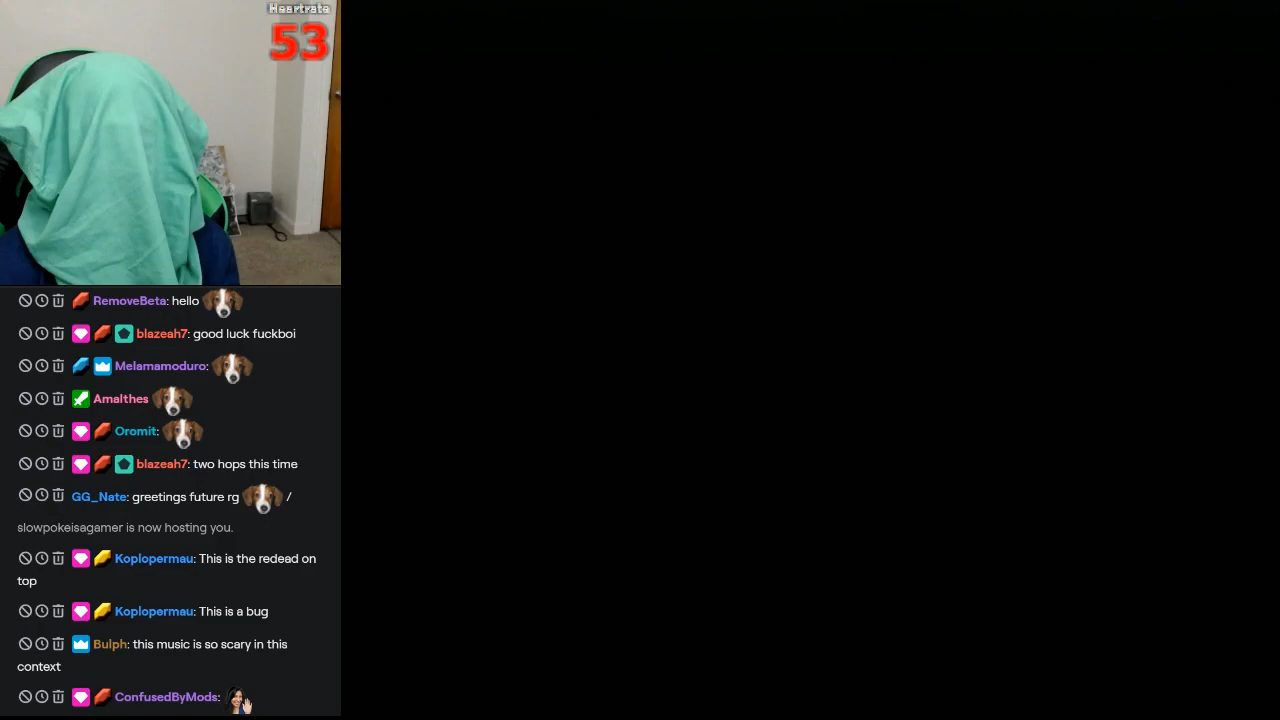 Heartrate
53
RemoveBeta: hello
blazeah7: good luck fuckboi
Melamamoduro:
Amalthes
Oromit:
blazeah7: two hops this time
GG_Nate: greetings future rg /
slowpokeisagamer is now hosting you.
Koplopermau: This is the redead on
top
Koplopermau: This is a bug
Bulph: this music is so scary in this
context
ConfusedByMods: